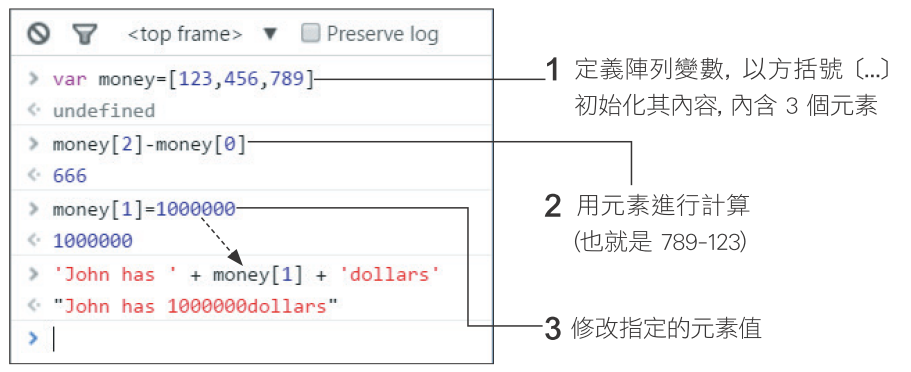 <top frame> ▼ Preserve log
> var money=[123,456,789]
<· undefined
> money[2]-money[0]
<· 666
> money[1]=1000000
<· 1000000
> 'John has ' + money[1] + 'dollars'
<· "John has 1000000dollars"
>
1 定義陣列變數, 以方括號〔...〕
初始化其內容, 內含 3 個元素
2 用元素進行計算
(也就是 789-123)
3 修改指定的元素值